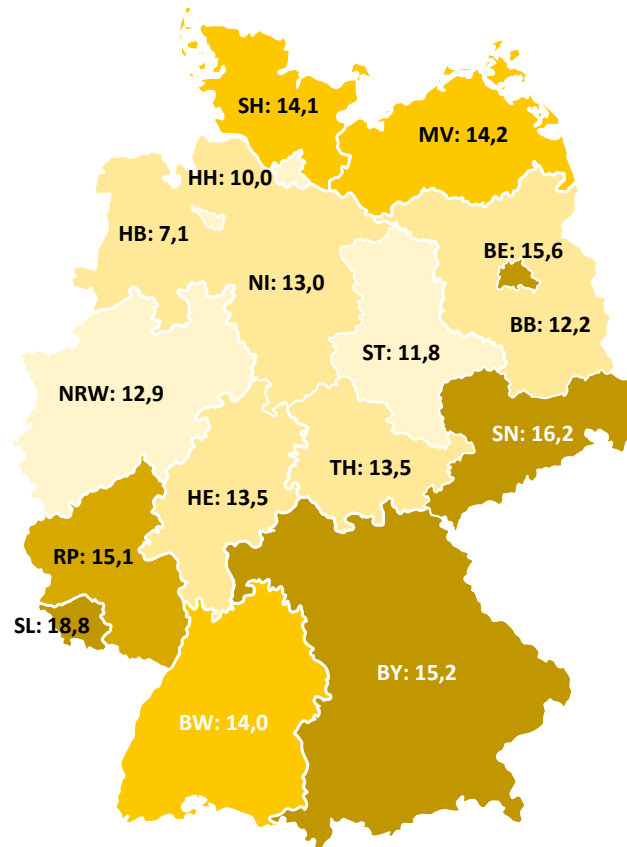 SH: 14,1
MV: 14,2
HH: 10,0
HB: 7,1
BE: 15,6
NI: 13,0
BB: 12,2
ST: 11,8
NRW: 12,9
SN: 16,2
TH: 13,5
HE: 13,5
RP: 15,1
SL: 18,8
BY: 15,2
BW: 14,0